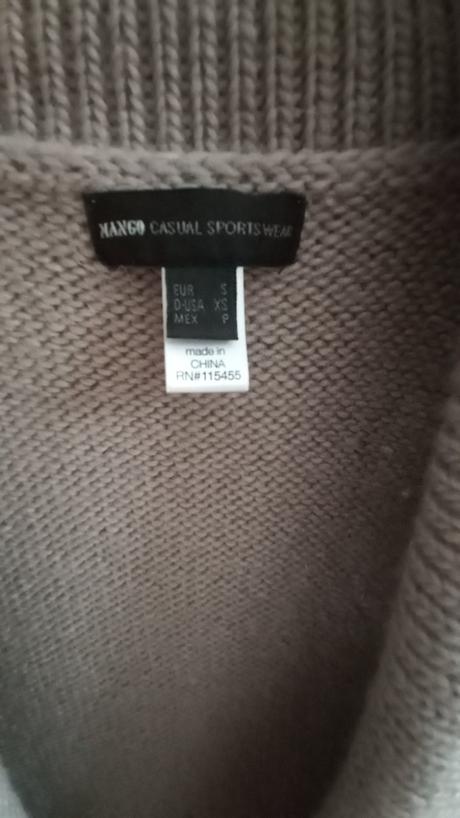 MANGO CASUAL SPORTSWEAR
EUR S
D-USA XS
MEX P
made in
CHINA
RN#115455